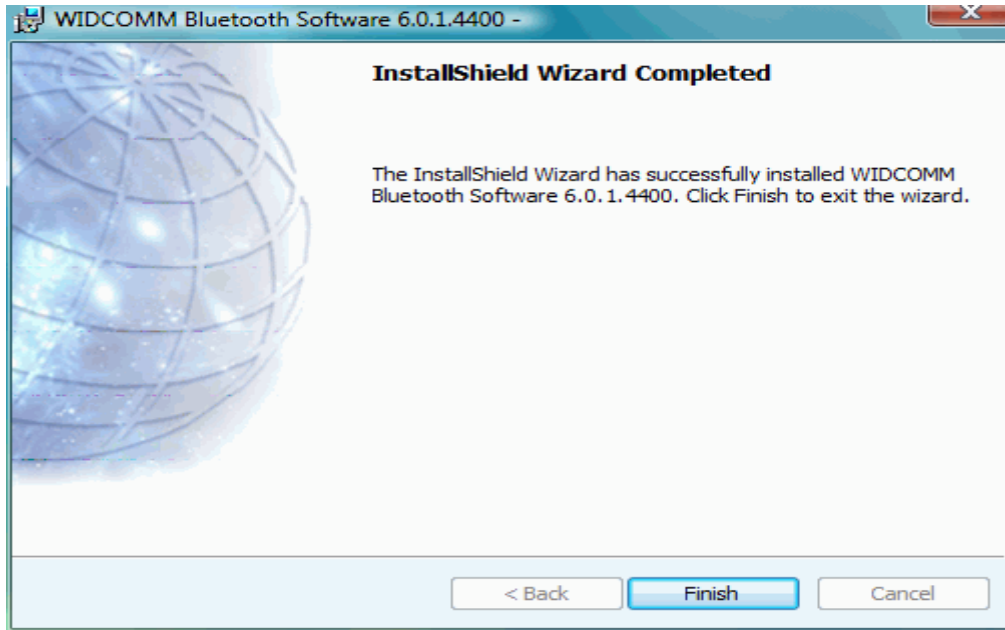 WIDCOMM Bluetooth Software 6.0.1.4400 -
InstallShield Wizard Completed
The InstallShield Wizard has successfully installed WIDCOMM
Bluetooth Software 6.0.1.4400. Click Finish to exit the wizard.
< Back
Finish
Cancel